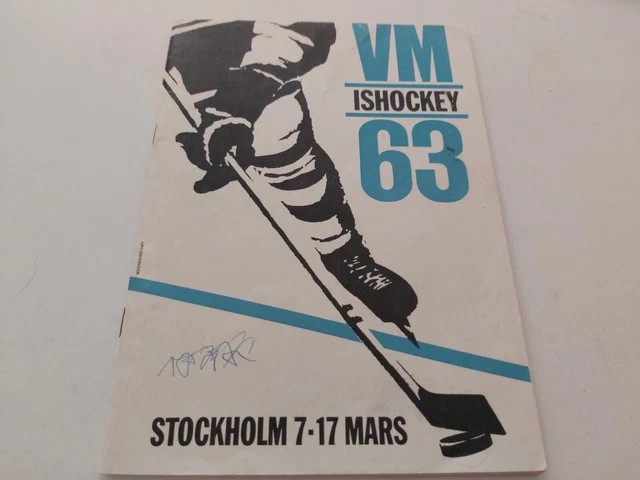 VM
ISHOCKEY
63
STOCKHOLM 7-17 MARS